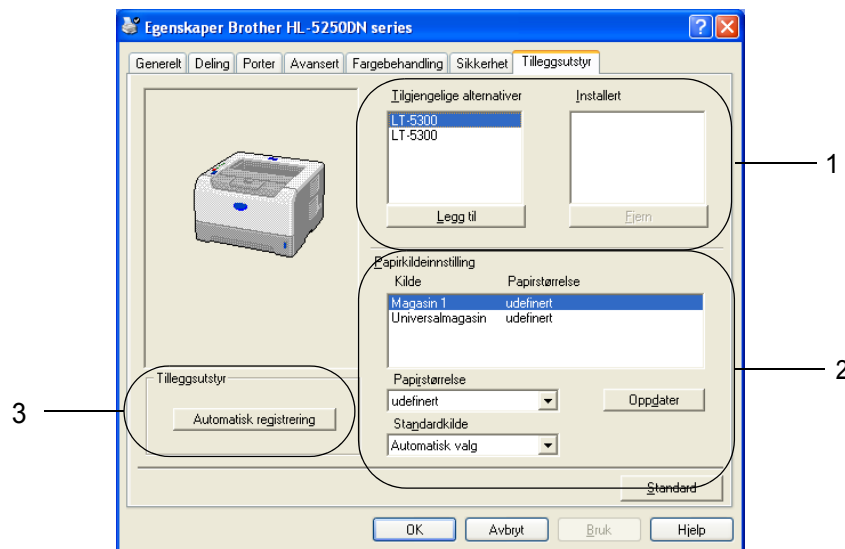 Egenskaper Brother HL-5250DN series
Generelt Deling Porter Avansert Fargebehandling Sikkerhet Tilleggsutstyr
Tilgjengelige alternativer Installert
LT-5300
LT-5300
Legg til Fjern
1
Papirkildeinnstilling
Kilde Papirstørrelse
Magasin 1 udefinert
Universalmagasin udefinert
2
Papirstørrelse
udefinert Oppdater
Standardkilde
Automatisk valg
Tilleggsutstyr
Automatisk registrering
3
Standard
OK Avbryt Bruk Hjelp